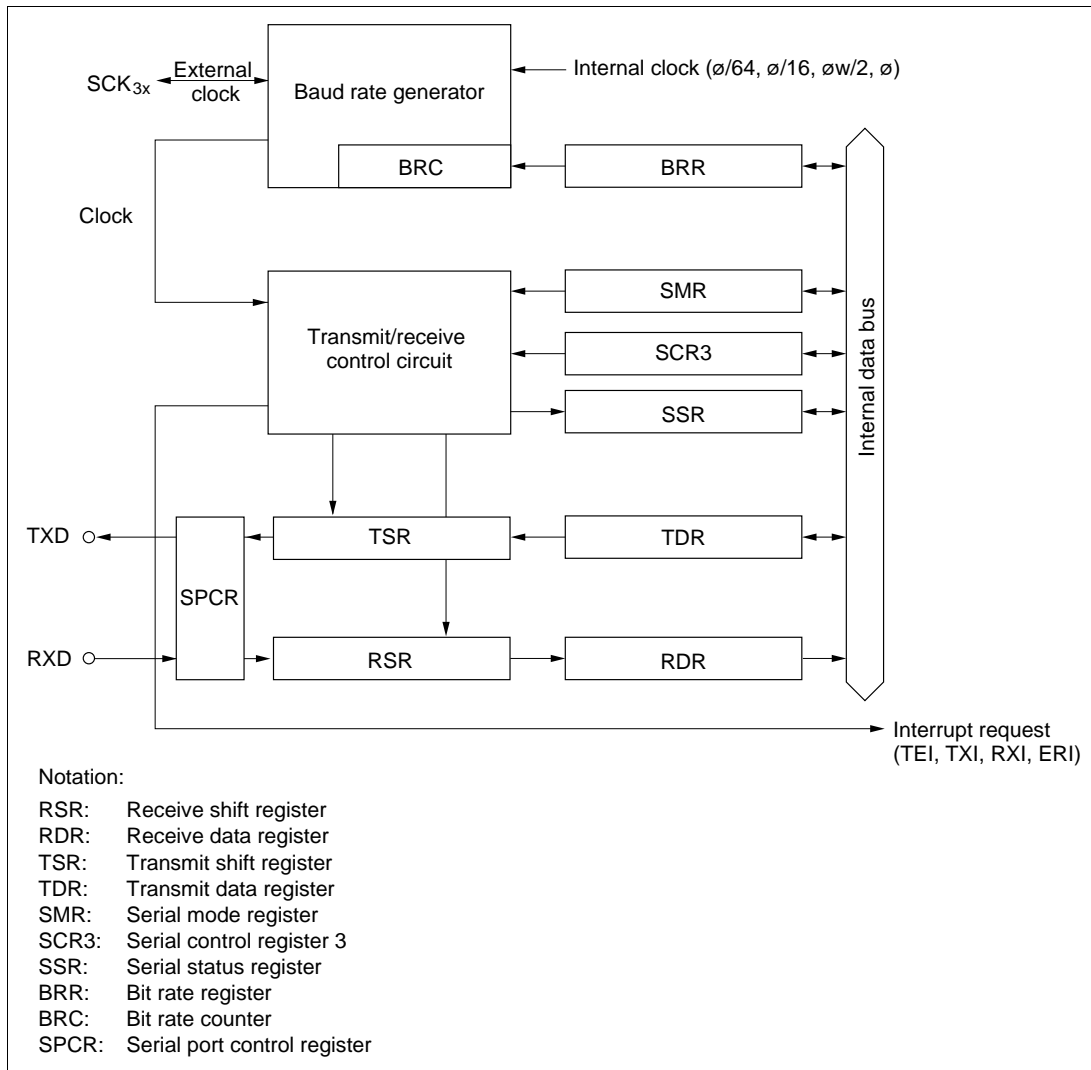 SCK3x
External
clock
Baud rate generator
Internal clock (ø/64, ø/16, øw/2, ø)
BRC
BRR
Clock
Transmit/receive
control circuit
SMR
SCR3
SSR
Internal data bus
TXD
TSR
TDR
SPCR
RXD
RSR
RDR
Interrupt request
(TEI, TXI, RXI, ERI)
Notation:
RSR: Receive shift register
RDR: Receive data register
TSR: Transmit shift register
TDR: Transmit data register
SMR: Serial mode register
SCR3: Serial control register 3
SSR: Serial status register
BRR: Bit rate register
BRC: Bit rate counter
SPCR: Serial port control register